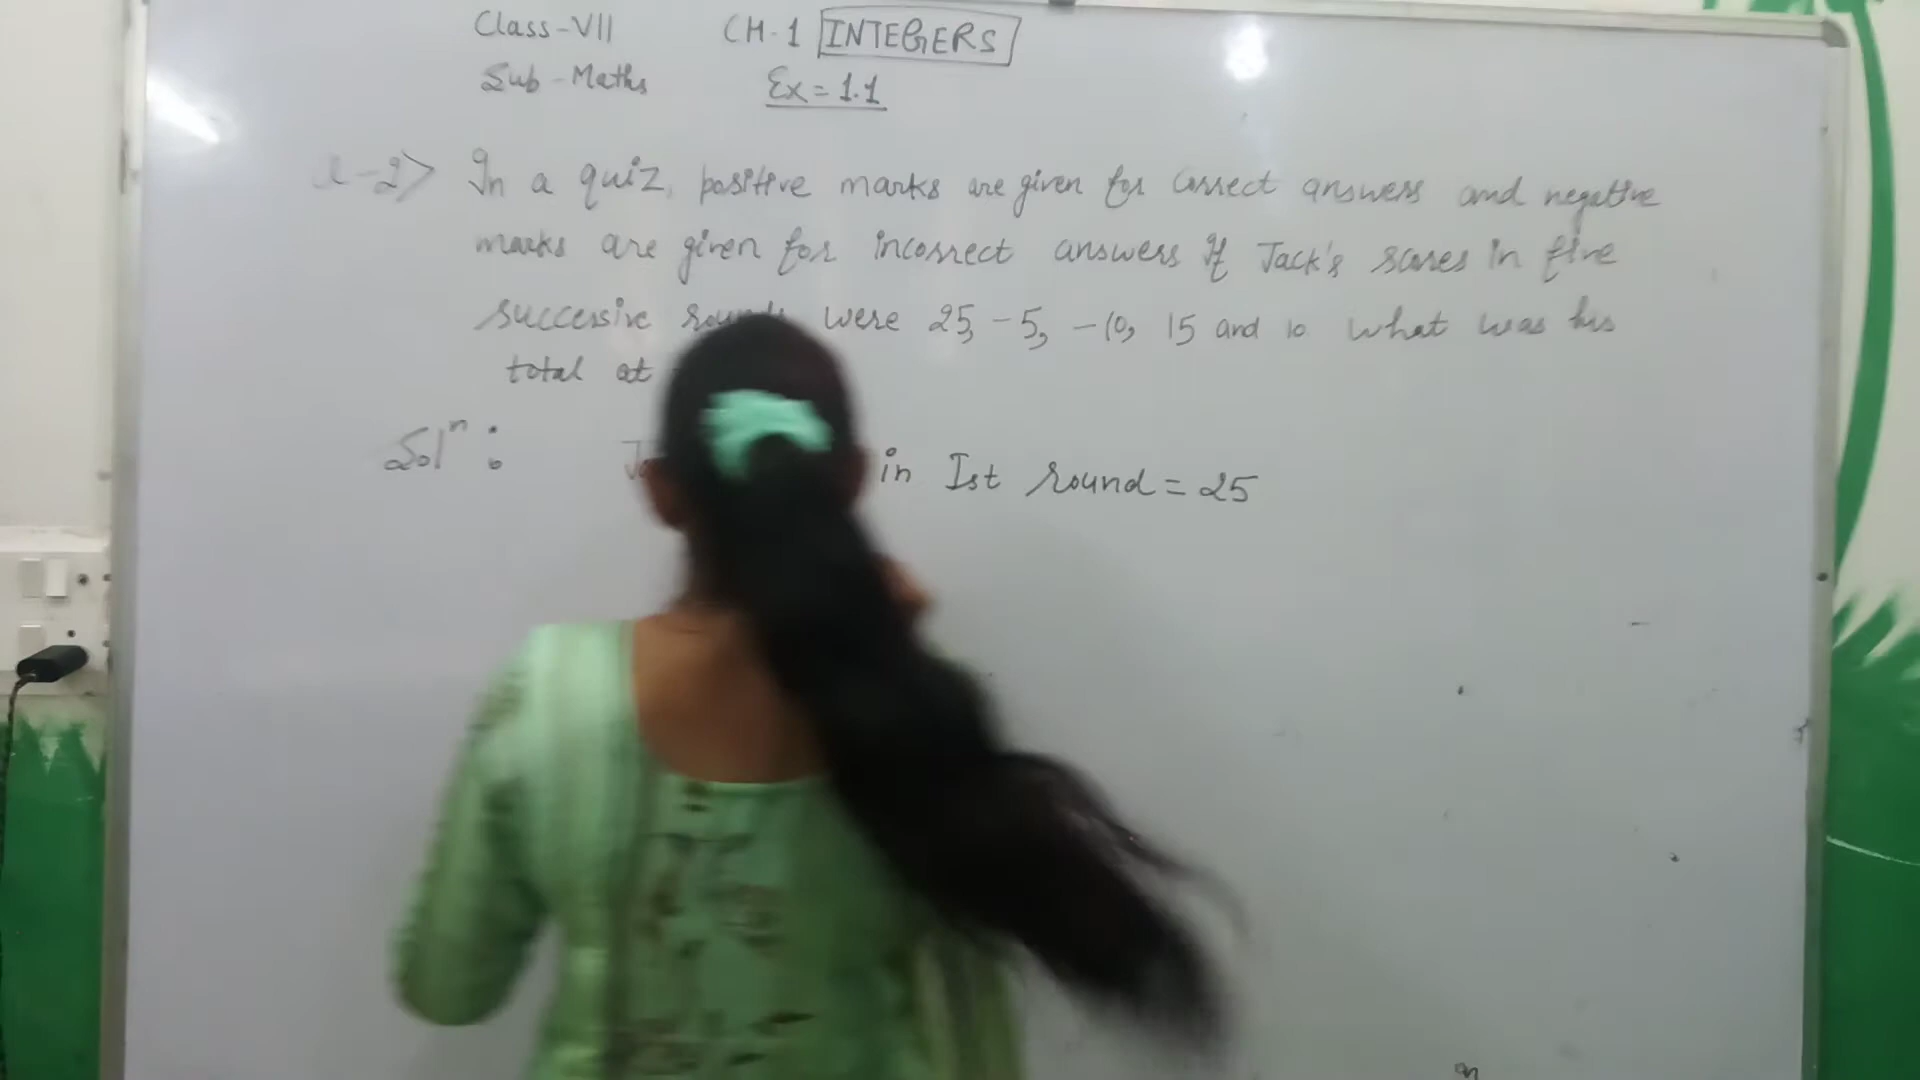 Class-VII CH-1 INTEGERS
Sub-Maths Ex = 1.1
-2> In a quiz, positive marks are given for correct answers and negative
marks are given for incorrect answers If Jack's scores in five
successive rounds were 25, -5, -10, 15 and 10 what was his
total at
Solⁿ : in Ist round = 25